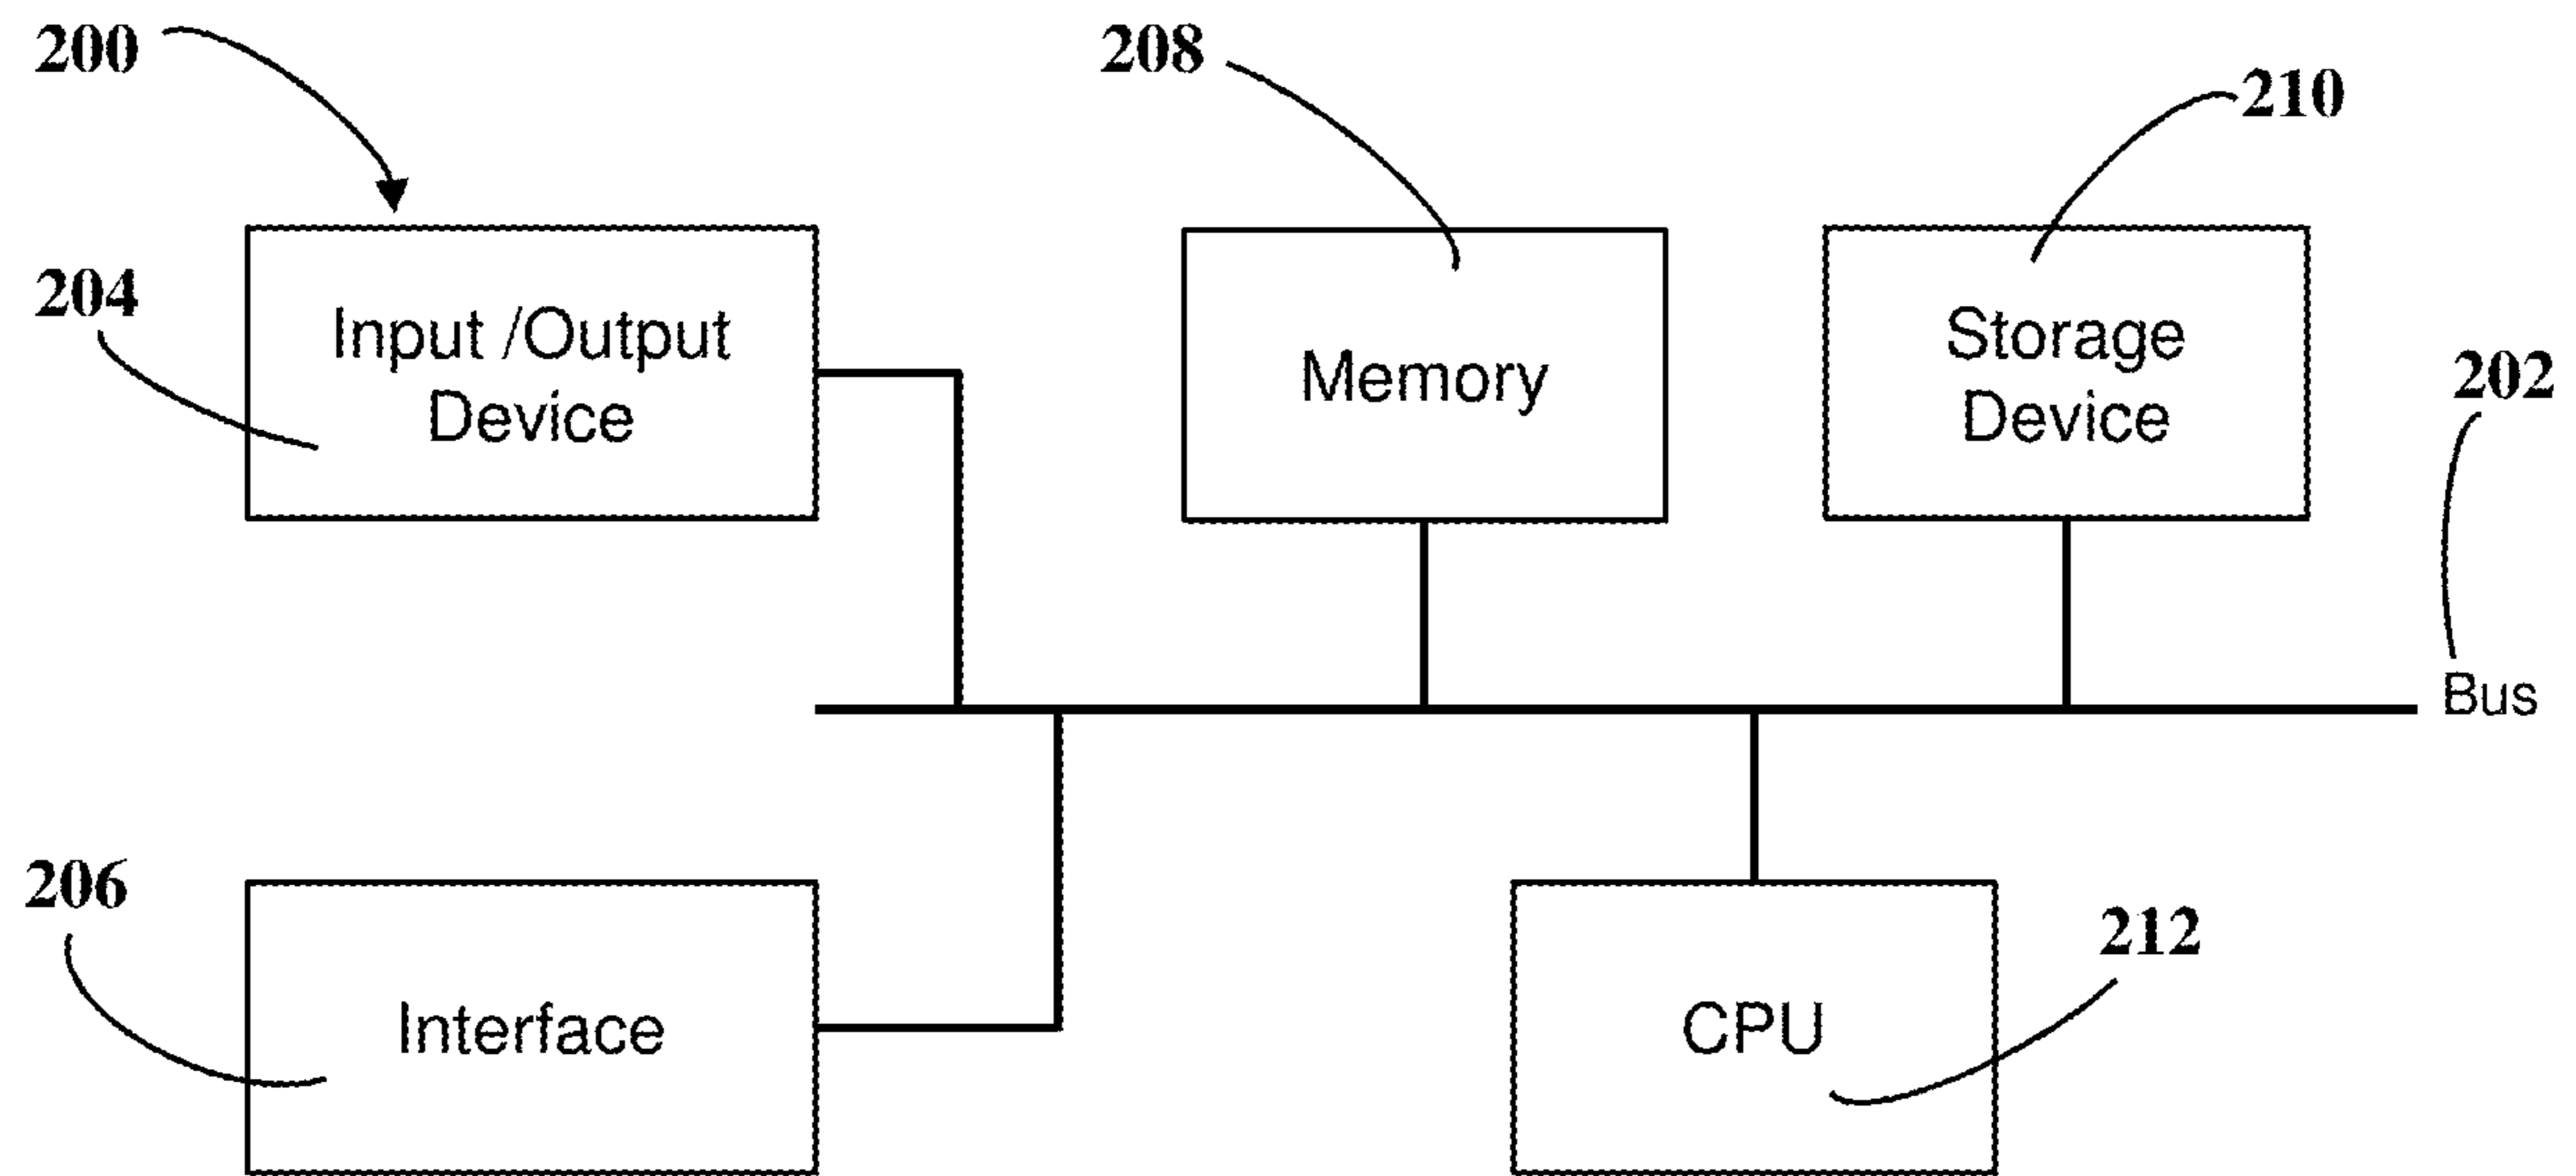 200
208
210
204
Input /Output
Device
Memory
Storage
Device
202
Bus
206
Interface
CPU
212